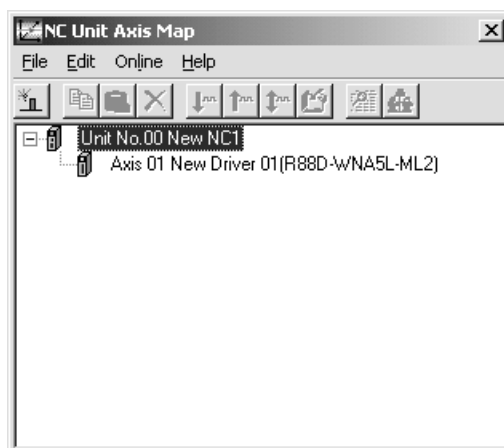 NC Unit Axis Map
File Edit Online Help
Unit No.00 New NC1
Axis 01 New Driver 01(R88D-WNA5L-ML2)